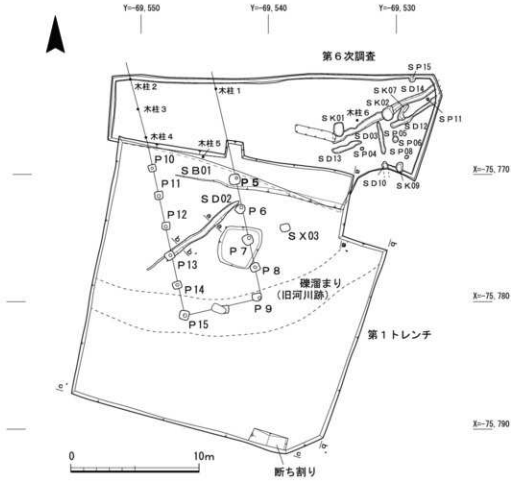 Y=-69,550
Y=-69,540
Y=-69,530
第6次調査
SP15
木柱2
木柱1
SK07
SD14
木柱3
木柱6
SK02
SP11
SK01
SD12
SD03
SP05
SP06
木柱4
木柱5
SD13
SP04
SP08
P10
SB01
P5
SD10
SK09
X=-75,770
P11
SD02
P6
P12
SX03
P7
P13
P8
P14
礫溜まり
(旧河川跡)
P9
X=-75,780
P15
第1トレンチ
X=-75,790
0
10m
断ち割り